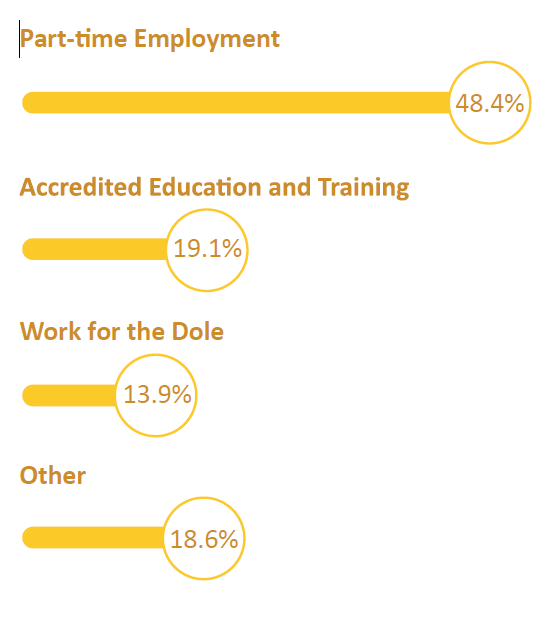 Part-time Employment
48.4%
Accredited Education and Training
19.1%
Work for the Dole
13.9%
Other
18.6%